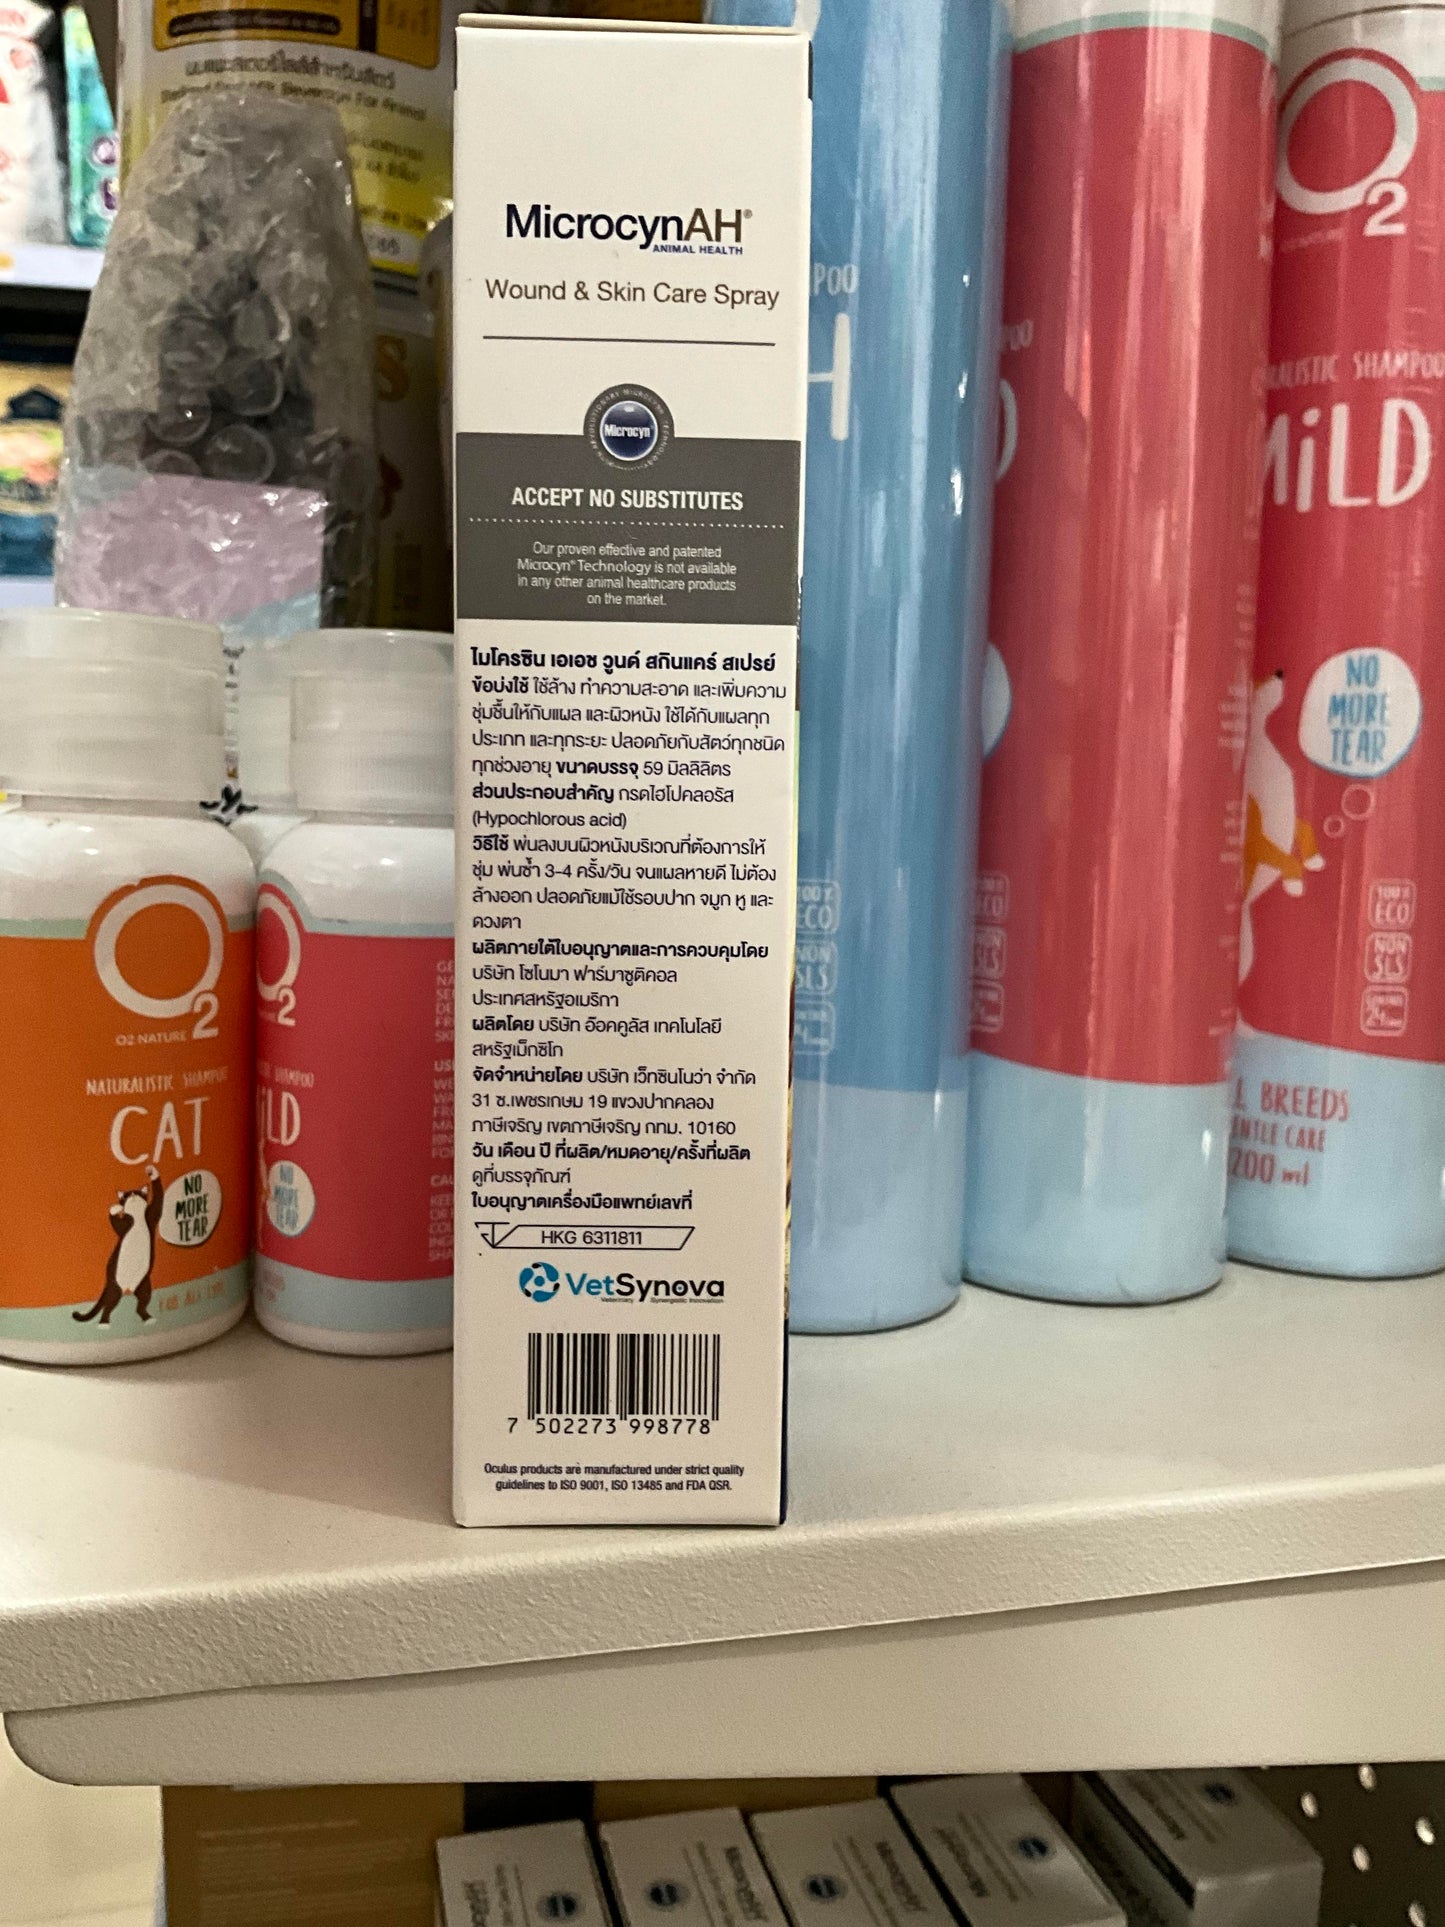 MicrocynAH®
ANIMAL HEALTH
Wound & Skin Care Spray
Microcyn
ACCEPT NO SUBSTITUTES
Our proven effective and patented
Microcyn® Technology is not available
in any other animal healthcare products
on the market.
ไมโครซิน เอเอช วูนด์ สกินแคร์ สเปรย์
ข้อบ่งใช้ ใช้ล้าง ทำความสะอาด และเพิ่มความ
ชุ่มชื้นให้กับแผล และผิวหนัง ใช้ได้กับแผลทุก
ประเภท และทุกระยะ ปลอดภัยกับสัตว์ทุกชนิด
ทุกช่วงอายุ ขนาดบรรจุ 59 มิลลิลิตร
ส่วนประกอบสำคัญ กรดไฮโปคลอรัส
(Hypochlorous acid)
วิธีใช้ พ่นลงบนผิวหนังบริเวณที่ต้องการให้
ชุ่ม พ่นซ้ำ 3-4 ครั้ง/วัน จนแผลหายดี ไม่ต้อง
ล้างออก ปลอดภัยแม้ใช้รอบปาก จมูก หู และ
ดวงตา
ผลิตภายใต้ใบอนุญาตและการควบคุมโดย
บริษัท โซโนมา ฟาร์มาซูติคอล
ประเทศสหรัฐอเมริกา
ผลิตโดย บริษัท อ๊อคคูลัส เทคโนโลยี
สหรัฐเม็กซิโก
จัดจำหน่ายโดย บริษัท เว็ทซินโนว่า จำกัด
31 ซ.เพชรเกษม 19 แขวงปากคลอง
ภาษีเจริญ เขตภาษีเจริญ กทม. 10160
วัน เดือน ปี ที่ผลิต/หมดอายุ/ครั้งที่ผลิต
ดูที่บรรจุภัณฑ์
ใบอนุญาตเครื่องมือแพทย์เลขที่
HKG 6311811
VetSynova
Veterinary Synergistic Innovation
7 502273 998778
Oculus products are manufactured under strict quality
guidelines to ISO 9001, ISO 13485 and FDA QSR.
O2
O2 NATURE
NATURALISTIC SHAMPOO
CAT
NO
MORE
TEAR
O2
NO
MORE
TEAR
O2
SHAMPOO
MiLD
NO
MORE
TEAR
100%
ECO
NON
SLS
BREEDS
GENTLE CARE
200 ml